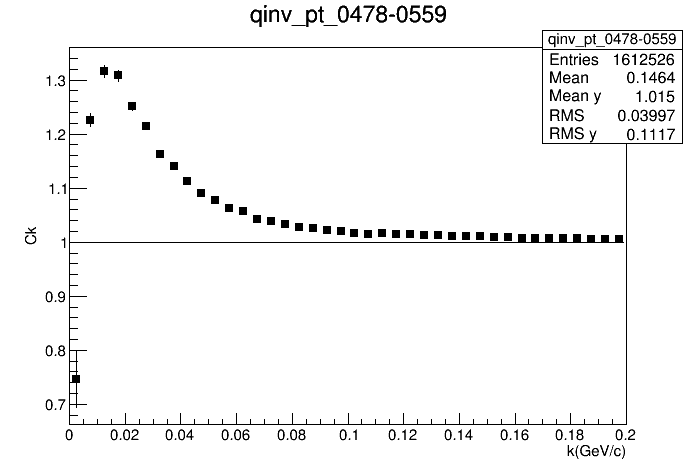 qinv_pt_0478-0559
qinv_pt_0478-0559
Entries 1612526
Mean 0.1464
Mean y 1.015
RMS 0.03997
RMS y 0.1117
Ck
1.3
1.2
1.1
1
0.9
0.8
0.7
0 0.02 0.04 0.06 0.08 0.1 0.12 0.14 0.16 0.18 0.2
k(GeV/c)